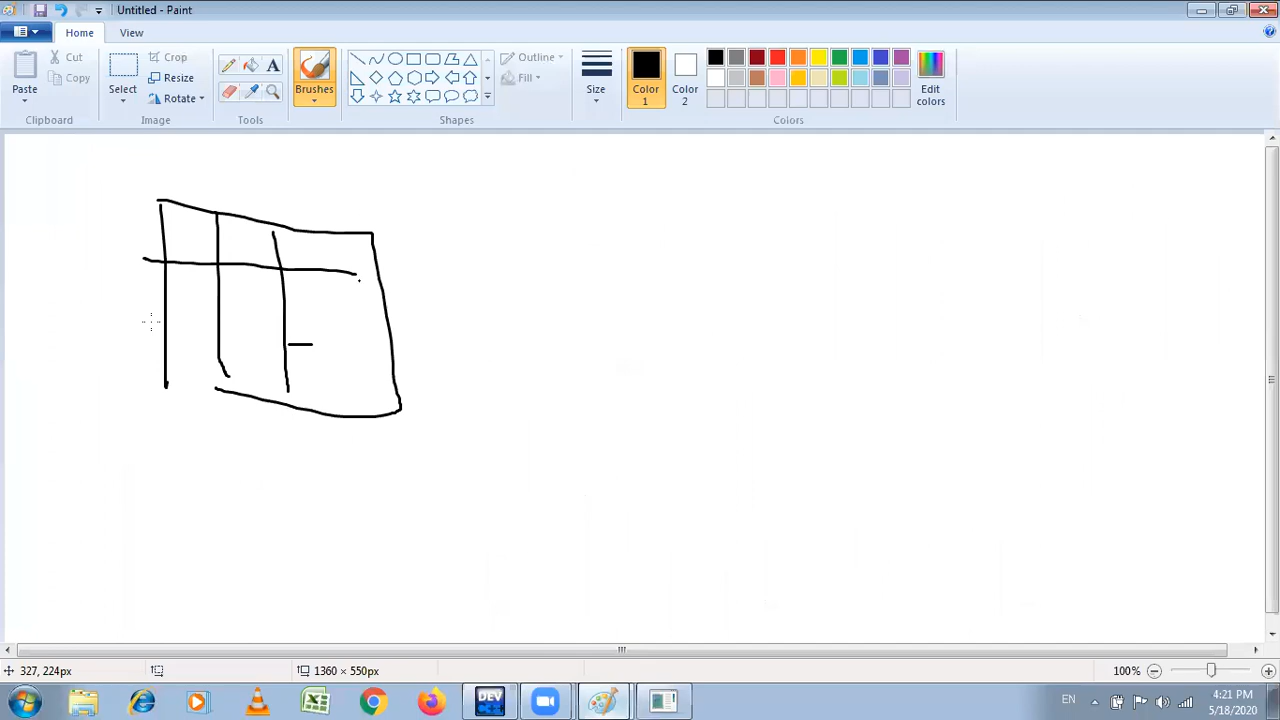 Untitled - Paint
Home
View
Paste
Cut
Copy
Clipboard
Select
Crop
Resize
Rotate
Image
A
Tools
Brushes
Outline
Fill
Shapes
Size
Color 1
Color 2
Edit colors
Colors
327, 224px
1360 × 550px
100%
DEV C++
EN
4:21 PM
5/18/2020